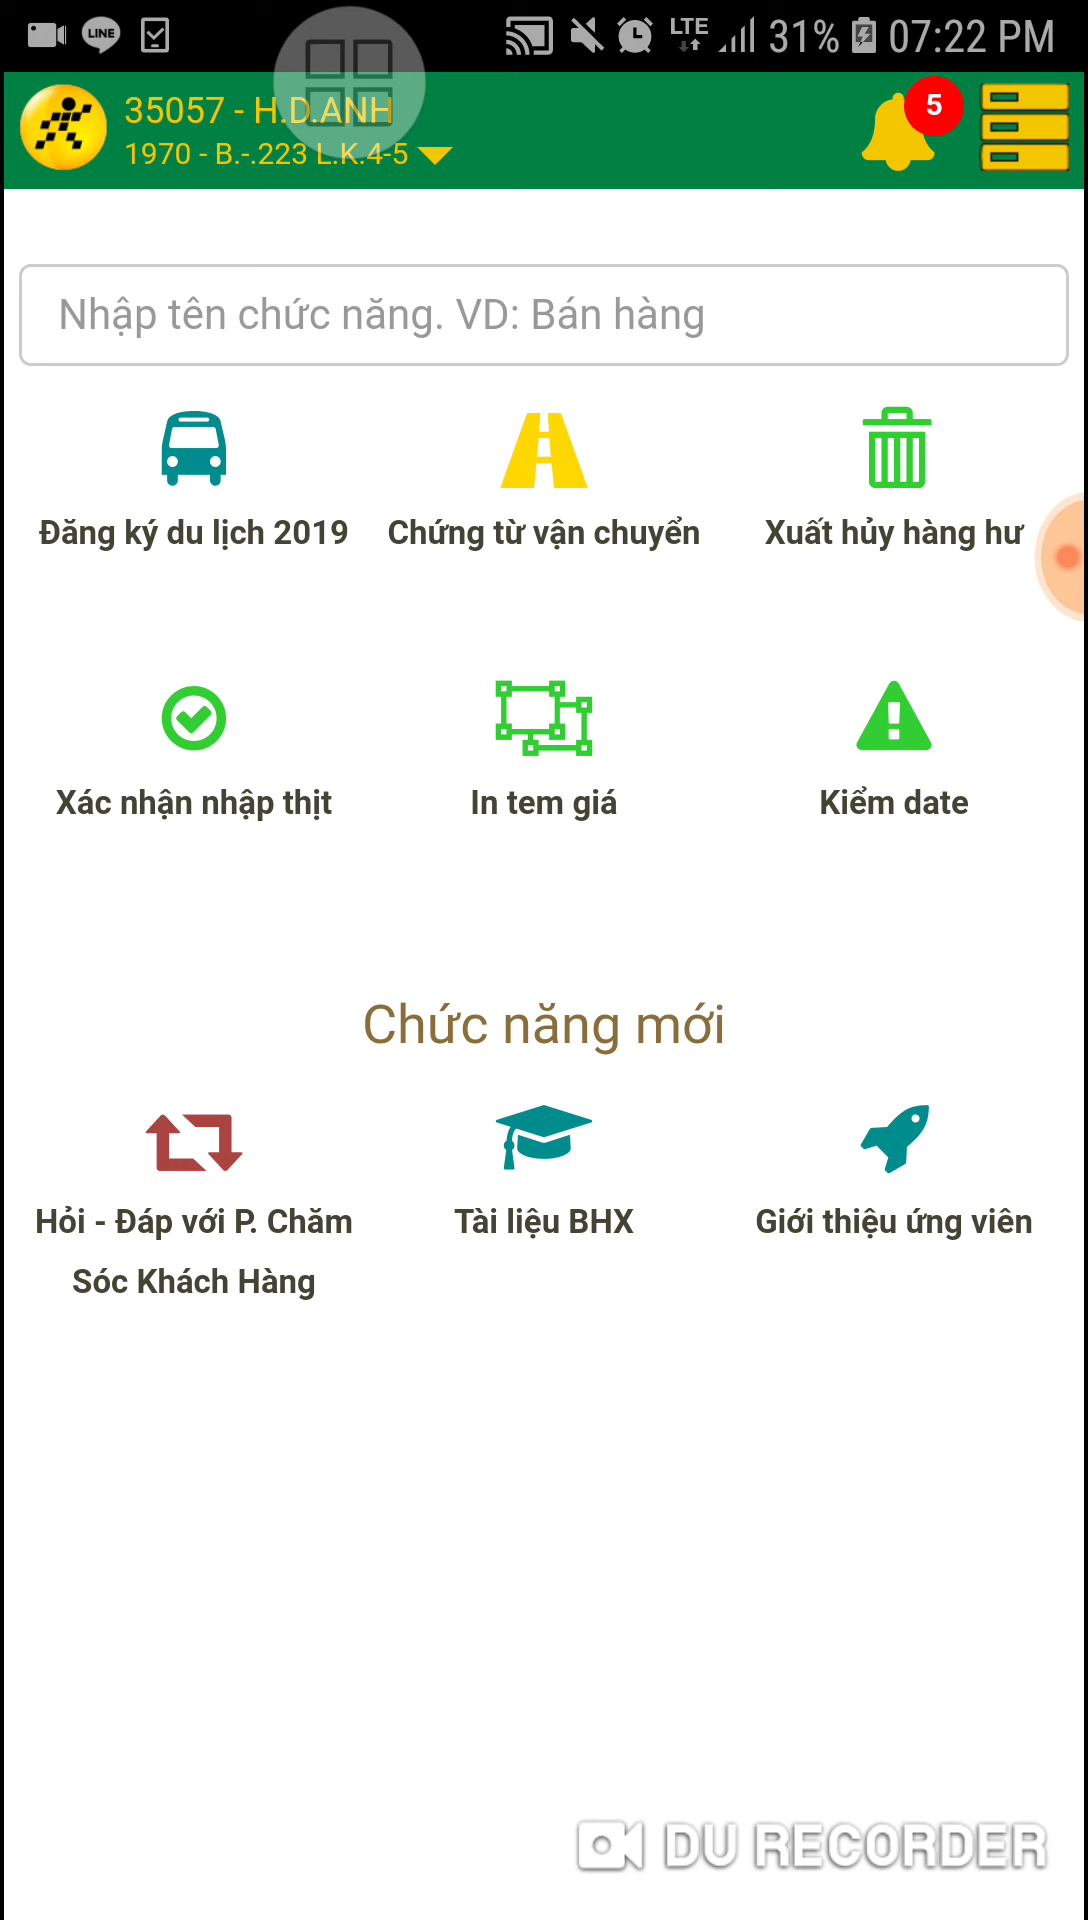 LINE LTE 31% 07:22 PM
35057 - H.D.ANH
5
1970 - B.-.223 L.K.4-5
Nhập tên chức năng. VD: Bán hàng
Đăng ký du lịch 2019 Chứng từ vận chuyển Xuất hủy hàng hư
Xác nhận nhập thịt In tem giá Kiểm date
Chức năng mới
Hỏi - Đáp với P. Chăm Tài liệu BHX Giới thiệu ứng viên
Sóc Khách Hàng
DU RECORDER